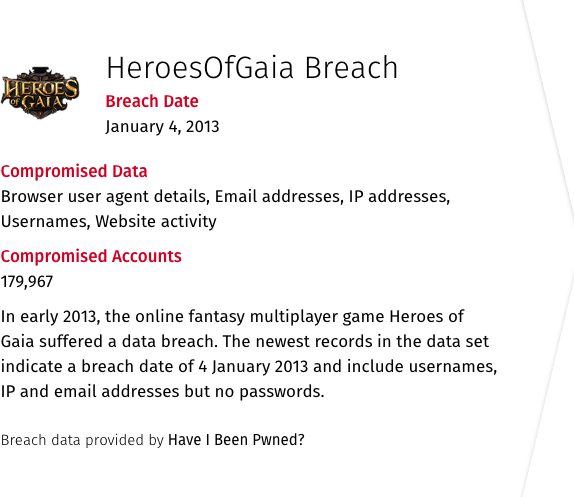 HEROES
OF GAIA
HeroesOfGaia Breach
Breach Date
January 4, 2013
Compromised Data
Browser user agent details, Email addresses, IP addresses,
Usernames, Website activity
Compromised Accounts
179,967
In early 2013, the online fantasy multiplayer game Heroes of
Gaia suffered a data breach. The newest records in the data set
indicate a breach date of 4 January 2013 and include usernames,
IP and email addresses but no passwords.
Breach data provided by Have I Been Pwned?